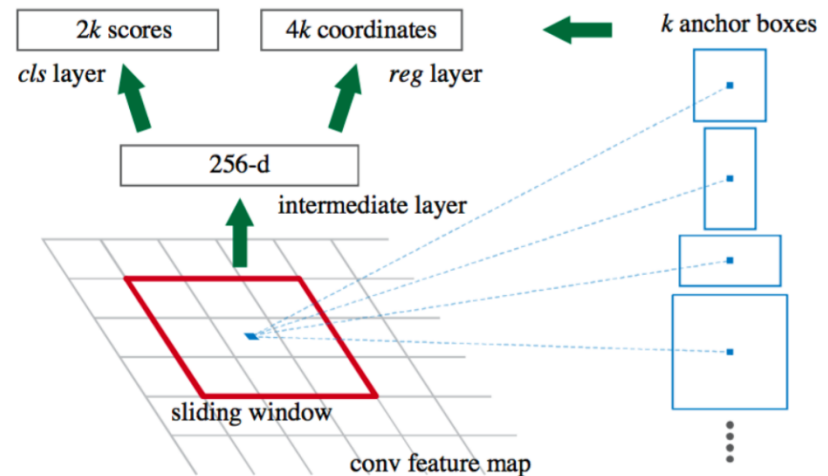 2k scores
4k coordinates
k anchor boxes
cls layer
reg layer
256-d
intermediate layer
sliding window
conv feature map